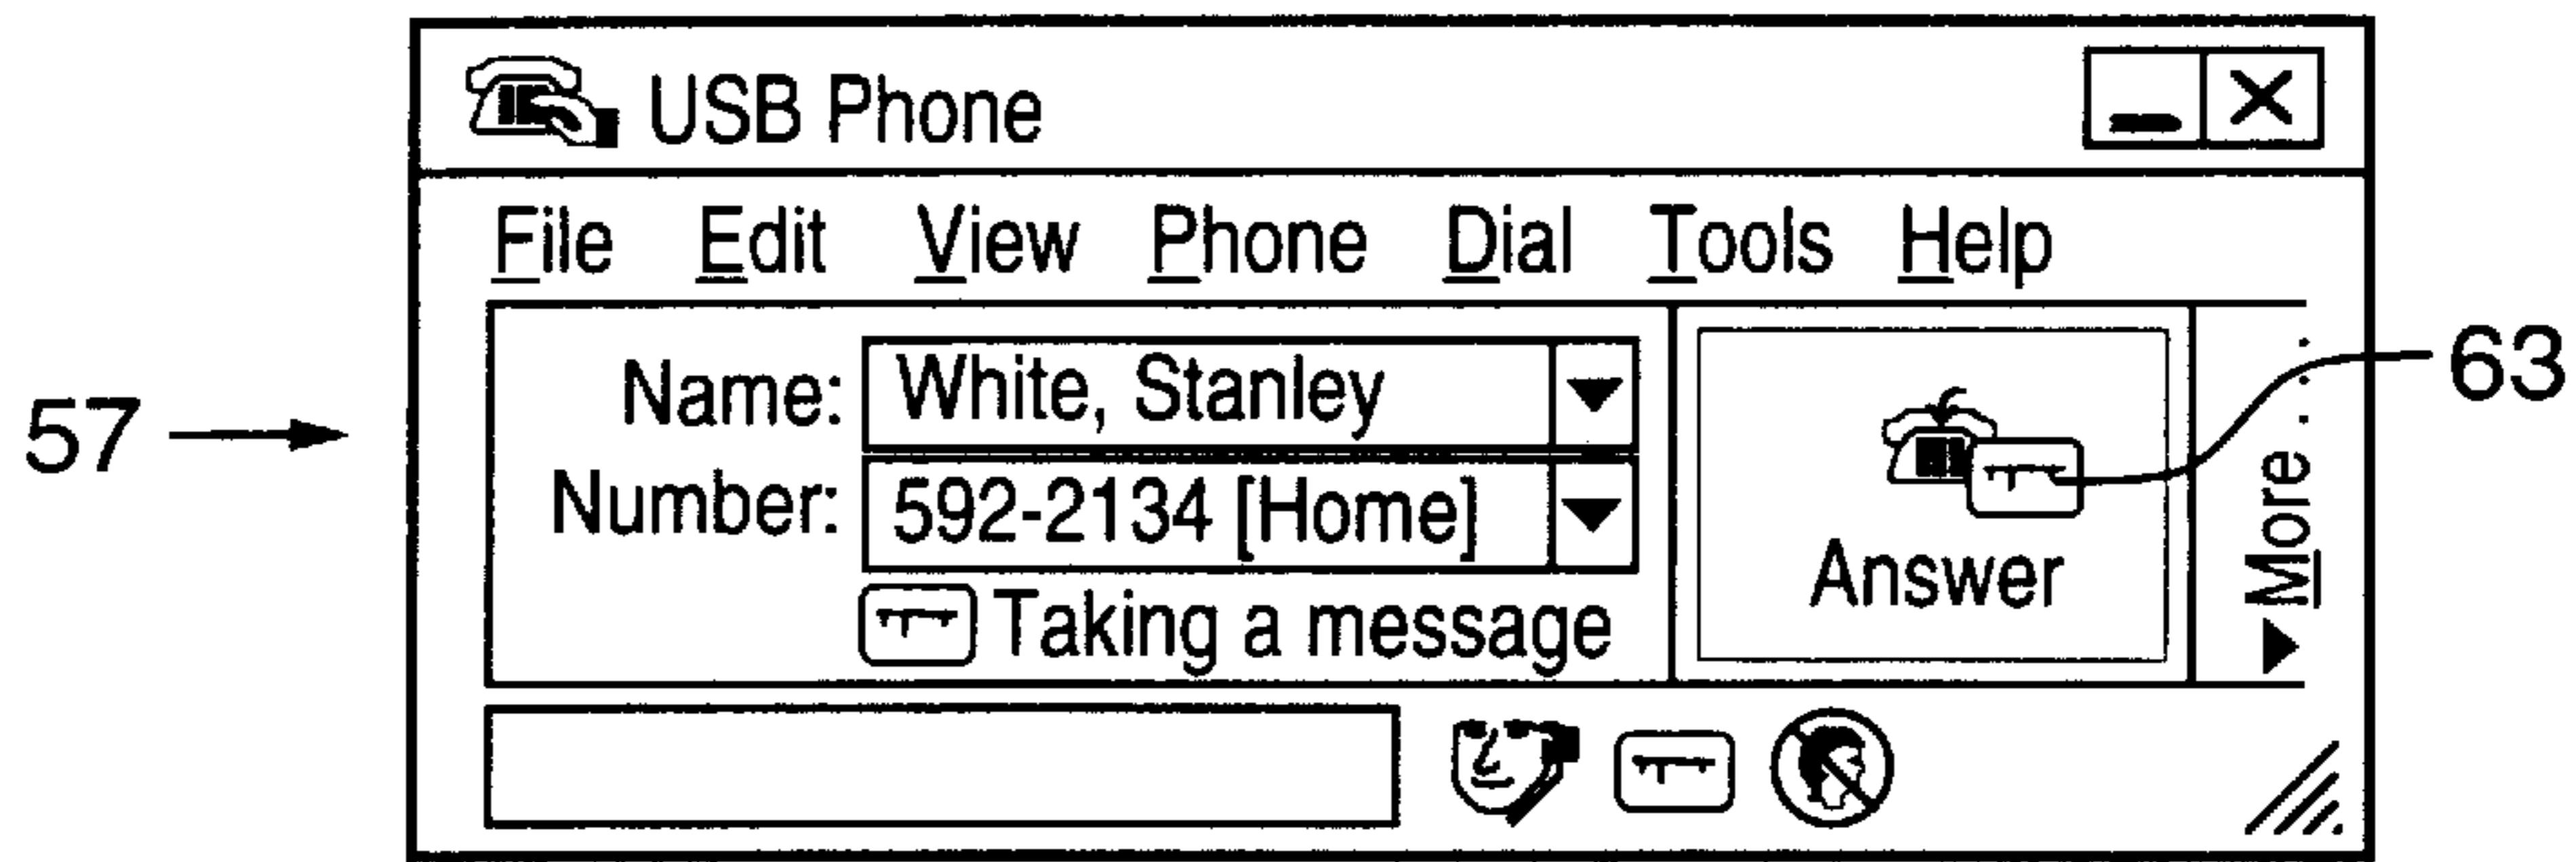 USB Phone
File Edit View Phone Dial Tools Help
Name: White, Stanley
Number: 592-2134 [Home]
Taking a message
Answer
More . . .
57
63